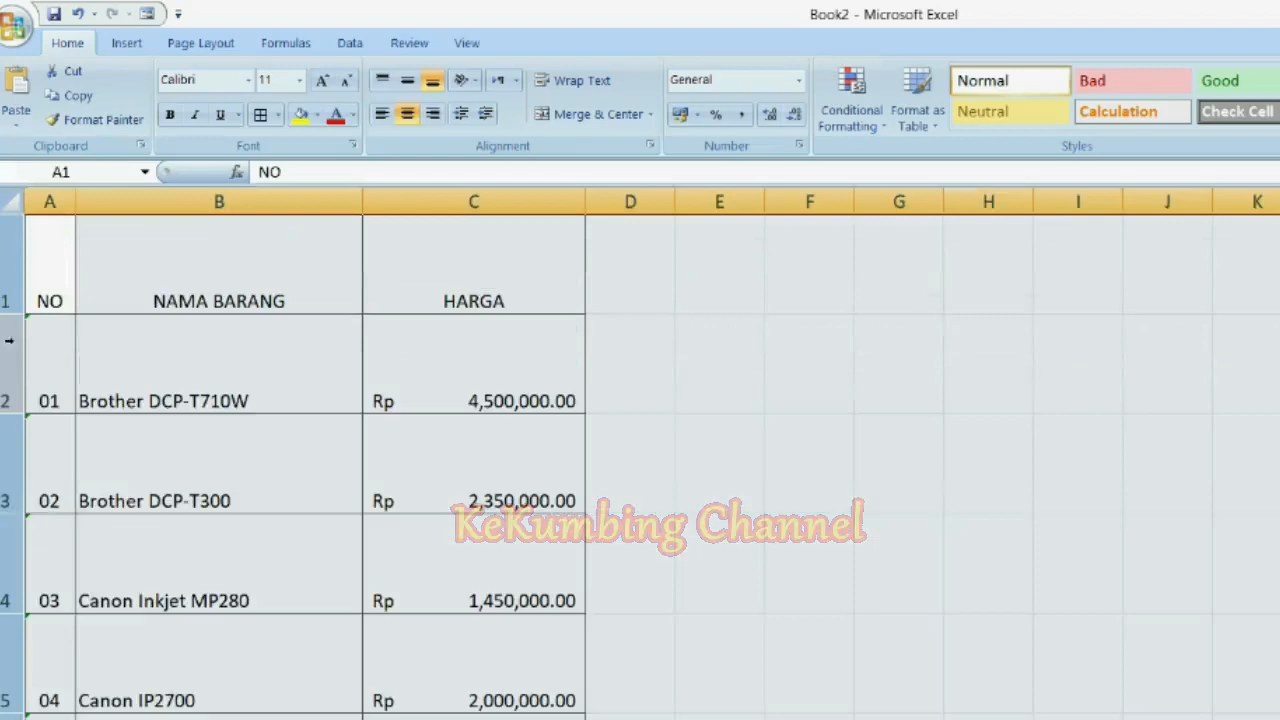 Book2 - Microsoft Excel
Home Insert Page Layout Formulas Data Review View
Paste Cut Copy Format Painter
Calibri 11 A A
B I U A
Wrap Text
Merge & Center
General
% ,
Conditional Formatting
Format as Table
Normal Bad Good
Neutral Calculation Check Cell
Clipboard Font Alignment Number Styles
A1 fx NO
A B C D E F G H I J K
1 NO NAMA BARANG HARGA
2 01 Brother DCP-T710W Rp 4,500,000.00
3 02 Brother DCP-T300 Rp 2,350,000.00
KeKumbing Channel
4 03 Canon Inkjet MP280 Rp 1,450,000.00
5 04 Canon IP2700 Rp 2,000,000.00